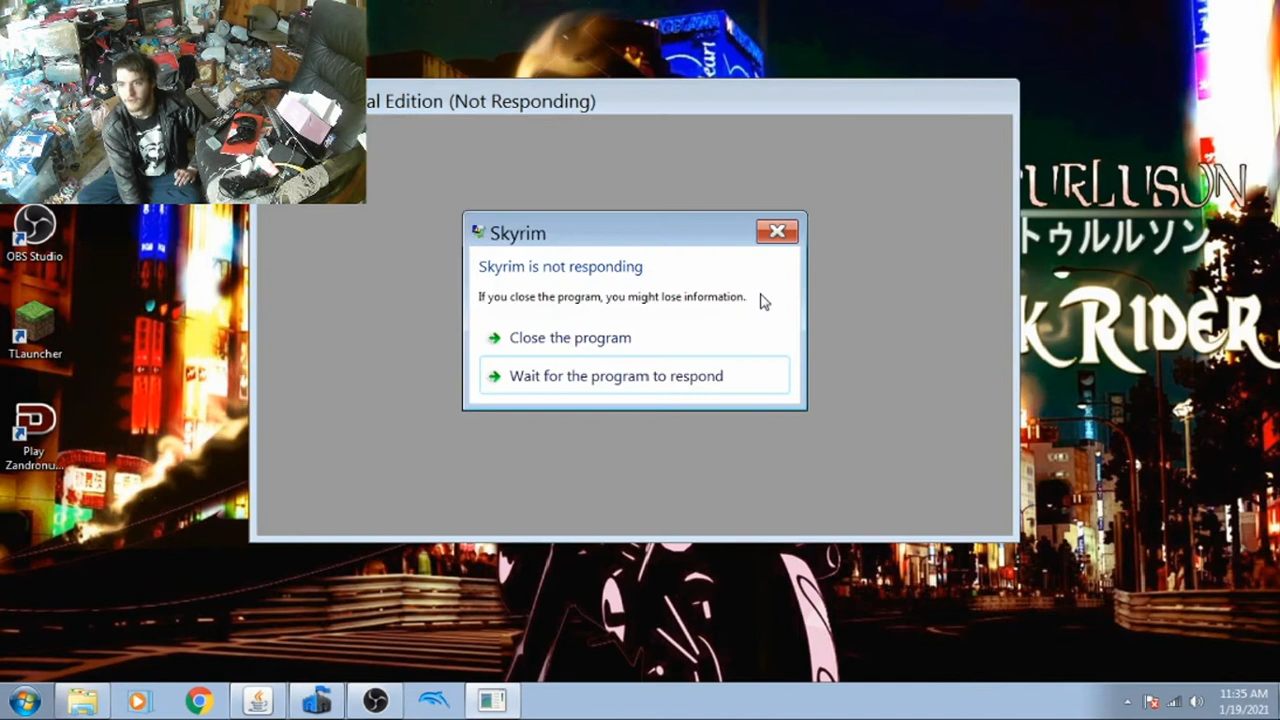 al Edition (Not Responding)
Skyrim
Skyrim is not responding
If you close the program, you might lose information.
Close the program
Wait for the program to respond
OBS Studio
TLauncher
Play
Zandronu...
URLUSON
トゥルルソン
K RIDER
11:35 AM
1/19/2021